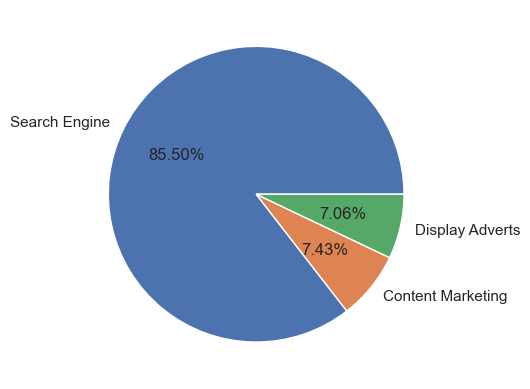 Search Engine
85.50%
7.06%
Display Adverts
7.43%
Content Marketing